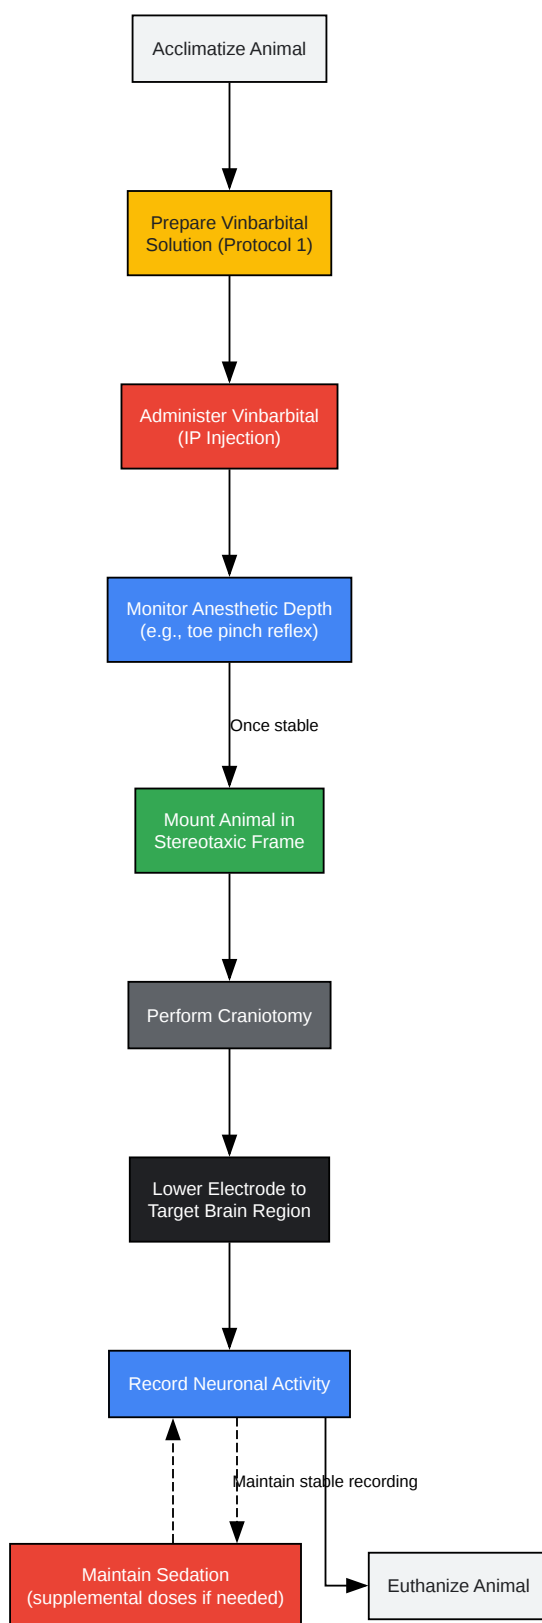 Acclimatize Animal
Prepare Vinbarbital
Solution (Protocol 1)
Administer Vinbarbital
(IP Injection)
Monitor Anesthetic Depth
(e.g., toe pinch reflex)
Once stable
Mount Animal in
Stereotaxic Frame
Perform Craniotomy
Lower Electrode to
Target Brain Region
Record Neuronal Activity
Maintain stable recording
Maintain Sedation
(supplemental doses if needed)
Euthanize Animal